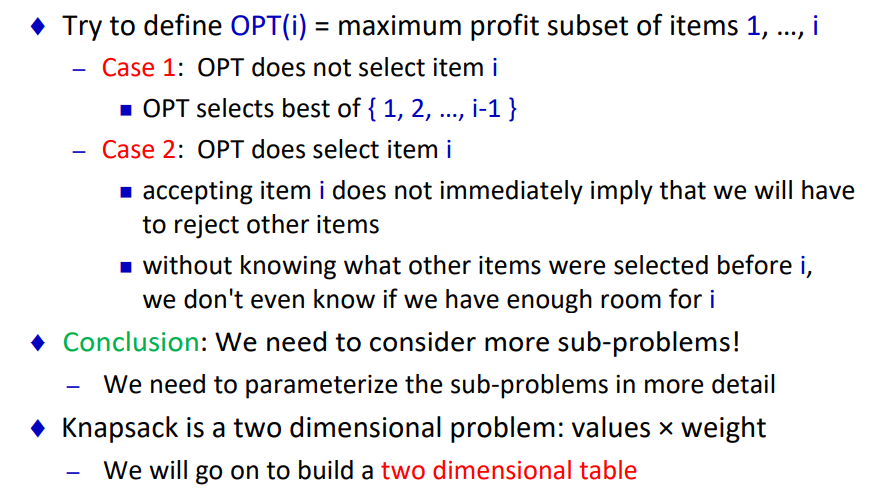 ♦ Try to define OPT(i) = maximum profit subset of items 1, ..., i
– Case 1: OPT does not select item i
■ OPT selects best of { 1, 2, ..., i-1 }
– Case 2: OPT does select item i
■ accepting item i does not immediately imply that we will have
to reject other items
■ without knowing what other items were selected before i,
we don't even know if we have enough room for i
♦ Conclusion: We need to consider more sub-problems!
– We need to parameterize the sub-problems in more detail
♦ Knapsack is a two dimensional problem: values × weight
– We will go on to build a two dimensional table